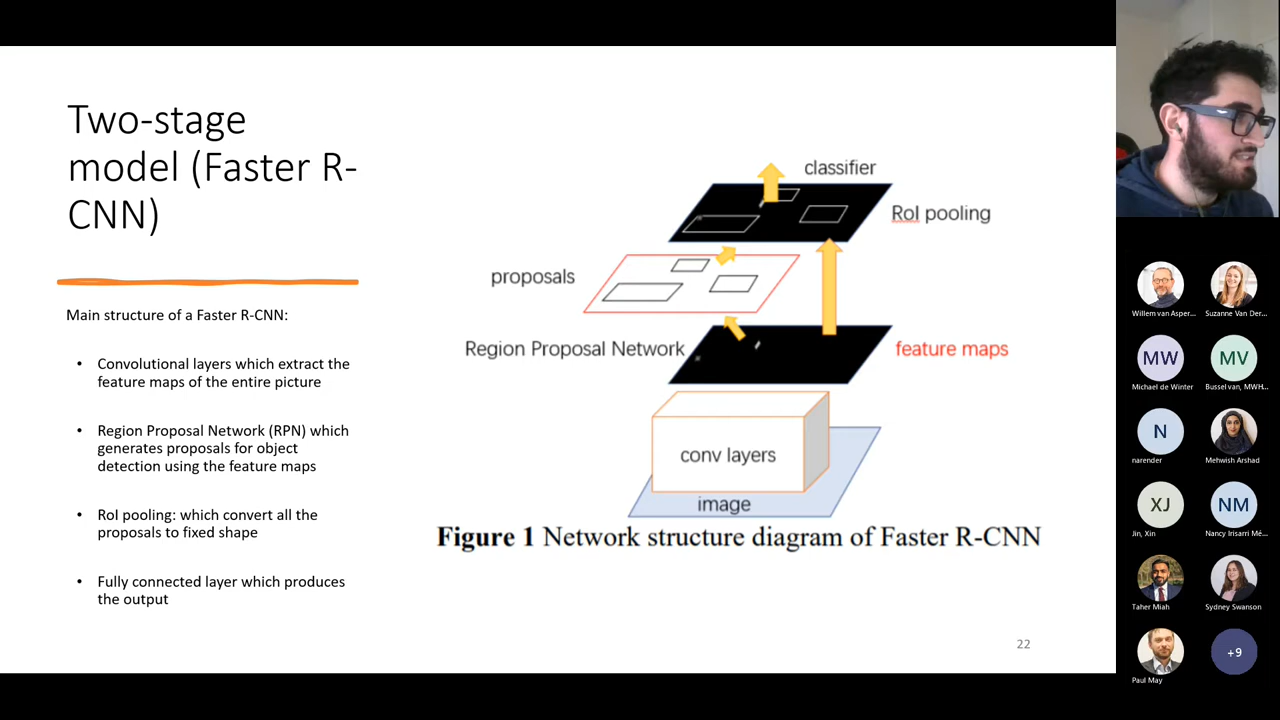 Two-stage
model (Faster R-
CNN)
Main structure of a Faster R-CNN:
• Convolutional layers which extract the
feature maps of the entire picture
• Region Proposal Network (RPN) which
generates proposals for object
detection using the feature maps
• RoI pooling: which convert all the
proposals to fixed shape
• Fully connected layer which produces
the output
classifier
RoI pooling
proposals
Region Proposal Network
feature maps
conv layers
image
Figure 1 Network structure diagram of Faster R-CNN
22
Willem van Asper...
Suzanne Van Der...
MW
MV
Michael de Winter
Bussel van, MWH...
N
narender
Mehwish Arshad
XJ
NM
Jin, Xin
Nancy Irisarri Mé...
Taher Miah
Sydney Swanson
+9
Paul May